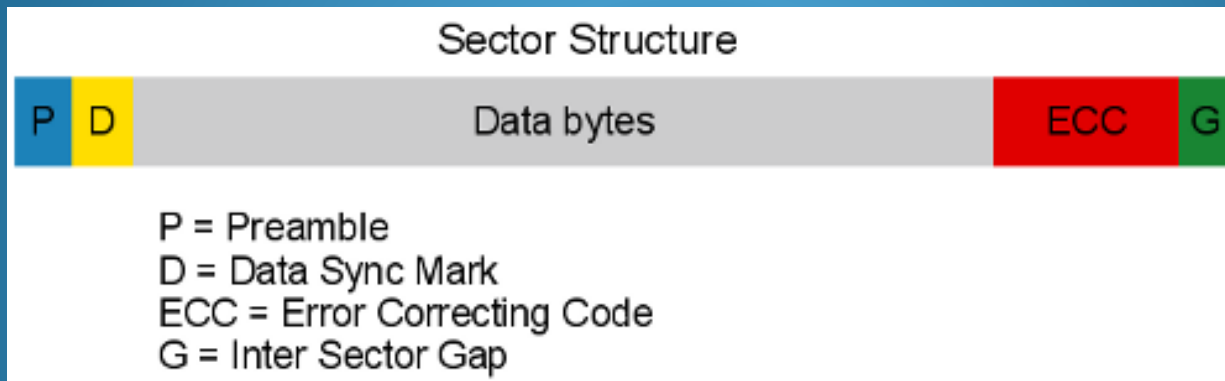 Sector Structure
P D Data bytes ECC G
P = Preamble
D = Data Sync Mark
ECC = Error Correcting Code
G = Inter Sector Gap